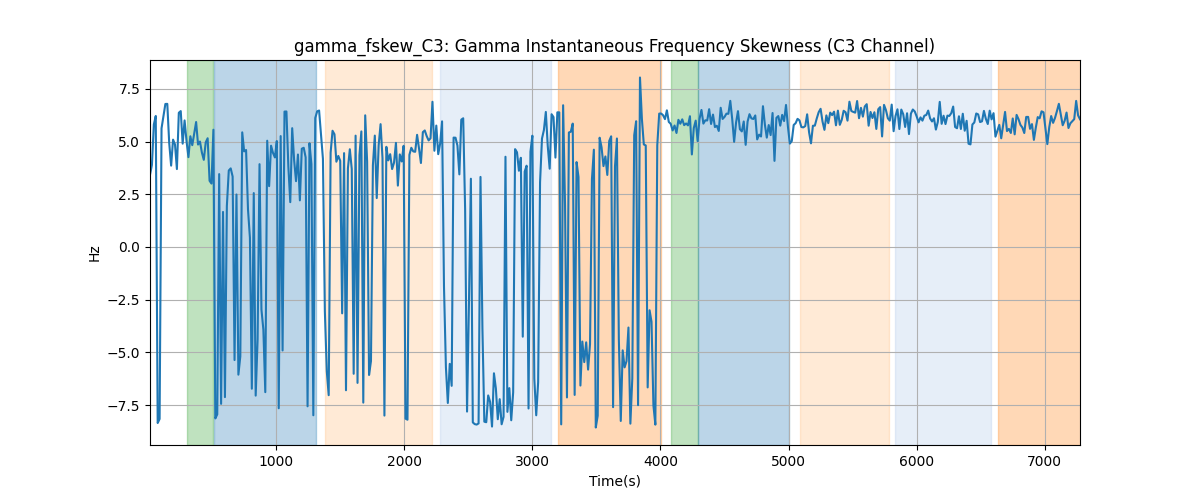 gamma_fskew_C3: Gamma Instantaneous Frequency Skewness (C3 Channel)
7.5
5.0
2.5
0.0
−2.5
−5.0
−7.5
Hz
1000 2000 3000 4000 5000 6000 7000
Time(s)